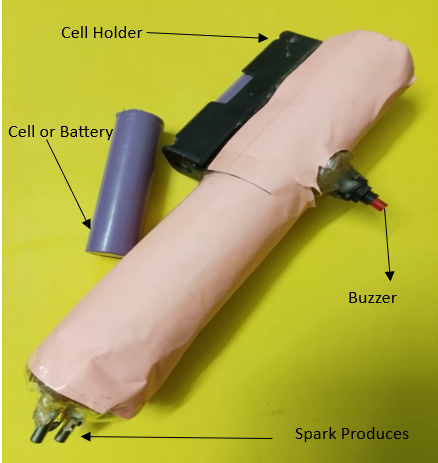 Cell Holder
Cell or Battery
Buzzer
Spark Produces